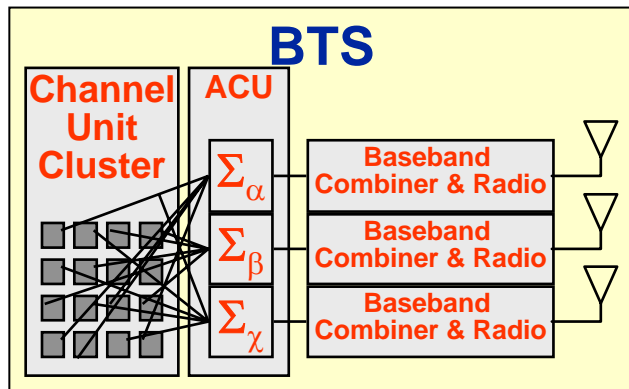 BTS
Channel
Unit
Cluster
ACU
Σα
Baseband
Combiner & Radio
Σβ
Baseband
Combiner & Radio
Σχ
Baseband
Combiner & Radio